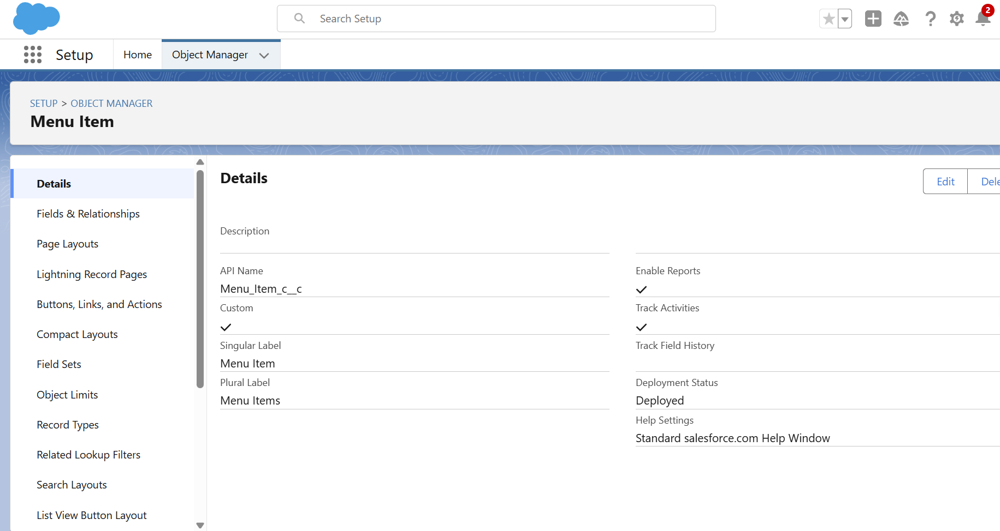 Search Setup
2
Setup
Home
Object Manager
SETUP > OBJECT MANAGER
Menu Item
Details
Fields & Relationships
Page Layouts
Lightning Record Pages
Buttons, Links, and Actions
Compact Layouts
Field Sets
Object Limits
Record Types
Related Lookup Filters
Search Layouts
List View Button Layout
Details
Edit
Dele
Description
API Name
Menu_Item_c__c
Custom
Singular Label
Menu Item
Plural Label
Menu Items
Enable Reports
Track Activities
Track Field History
Deployment Status
Deployed
Help Settings
Standard salesforce.com Help Window